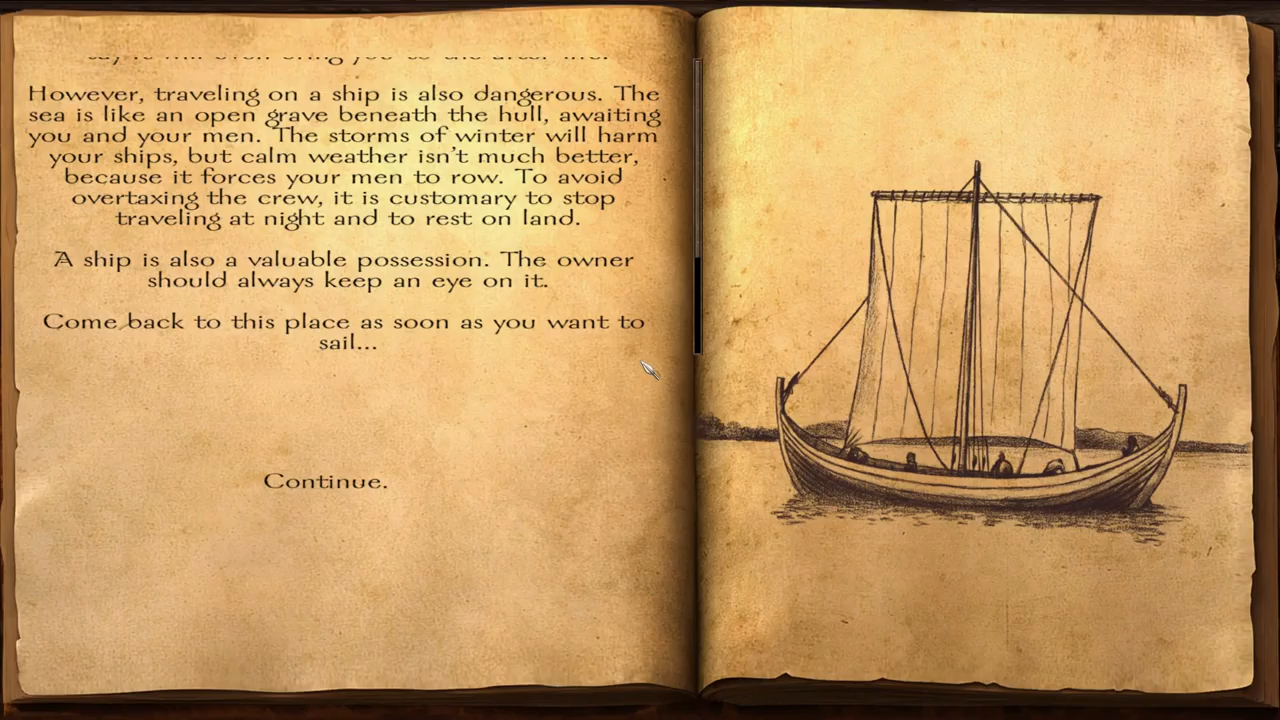 However, traveling on a ship is also dangerous. The
sea is like an open grave beneath the hull, awaiting
you and your men. The storms of winter will harm
your ships, but calm weather isn't much better,
because it forces your men to row. To avoid
overtaxing the crew, it is customary to stop
traveling at night and to rest on land.
A ship is also a valuable possession. The owner
should always keep an eye on it.
Come back to this place as soon as you want to
sail...
Continue.